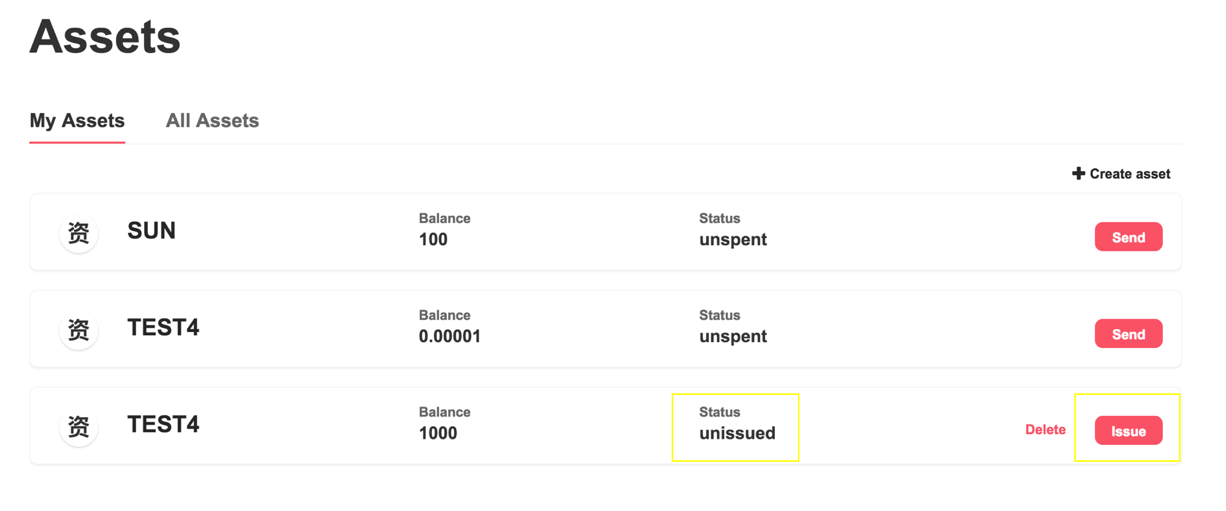 Assets
My Assets All Assets
+ Create asset
资 SUN Balance Status Send
100 unspent
资 TEST4 Balance Status Send
0.00001 unspent
资 TEST4 Balance Status Delete Issue
1000 unissued